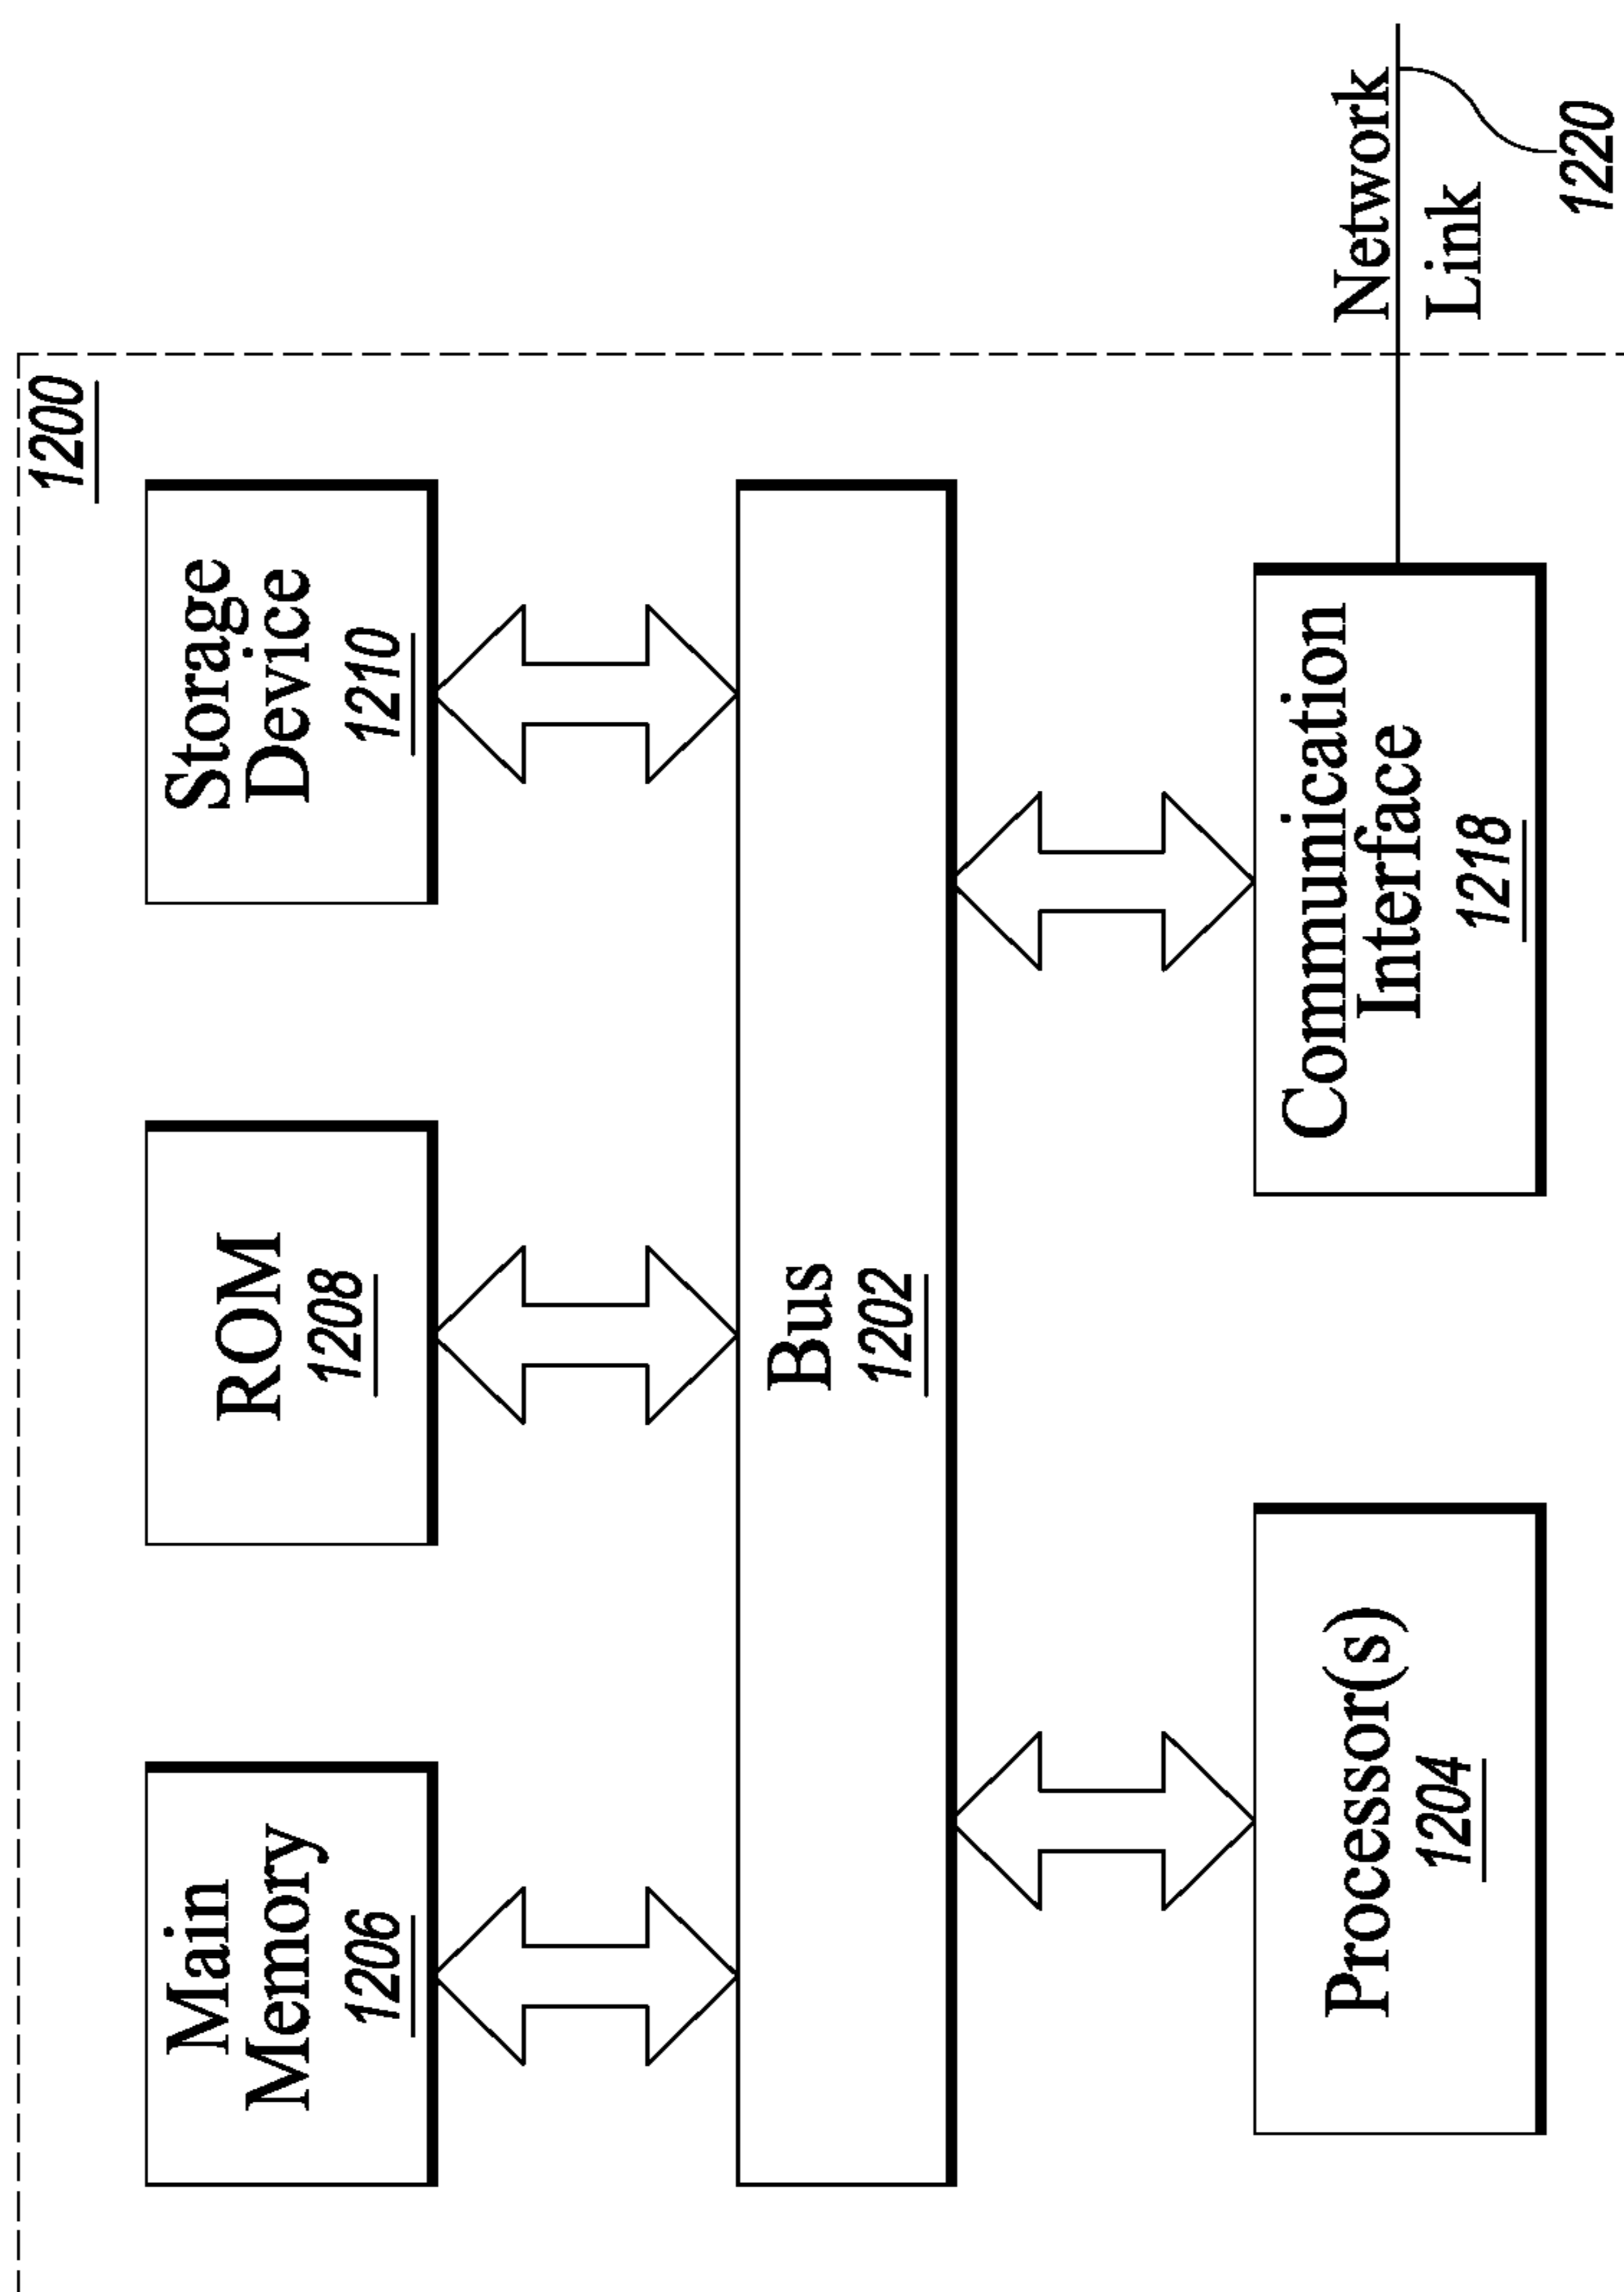 1200
Main
Memory
1206
ROM
1208
Storage
Device
1210
Bus
1202
Processor(s)
1204
Communication
Interface
1218
Network
Link
1220